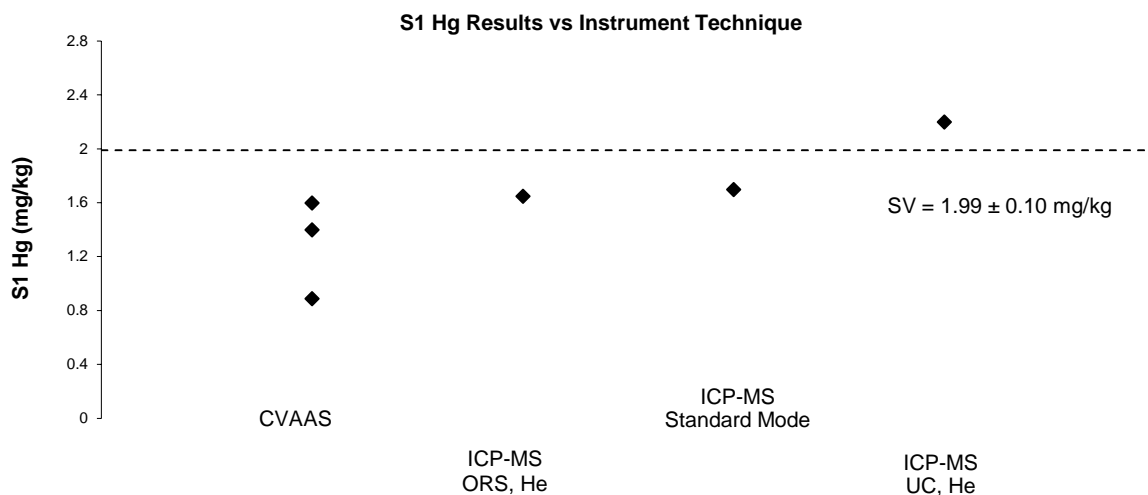 S1 Hg Results vs Instrument Technique
2.8
2.4
2
1.6
1.2
0.8
0.4
0
S1 Hg (mg/kg)
SV = 1.99 ± 0.10 mg/kg
CVAAS
ICP-MS
ORS, He
ICP-MS
Standard Mode
ICP-MS
UC, He